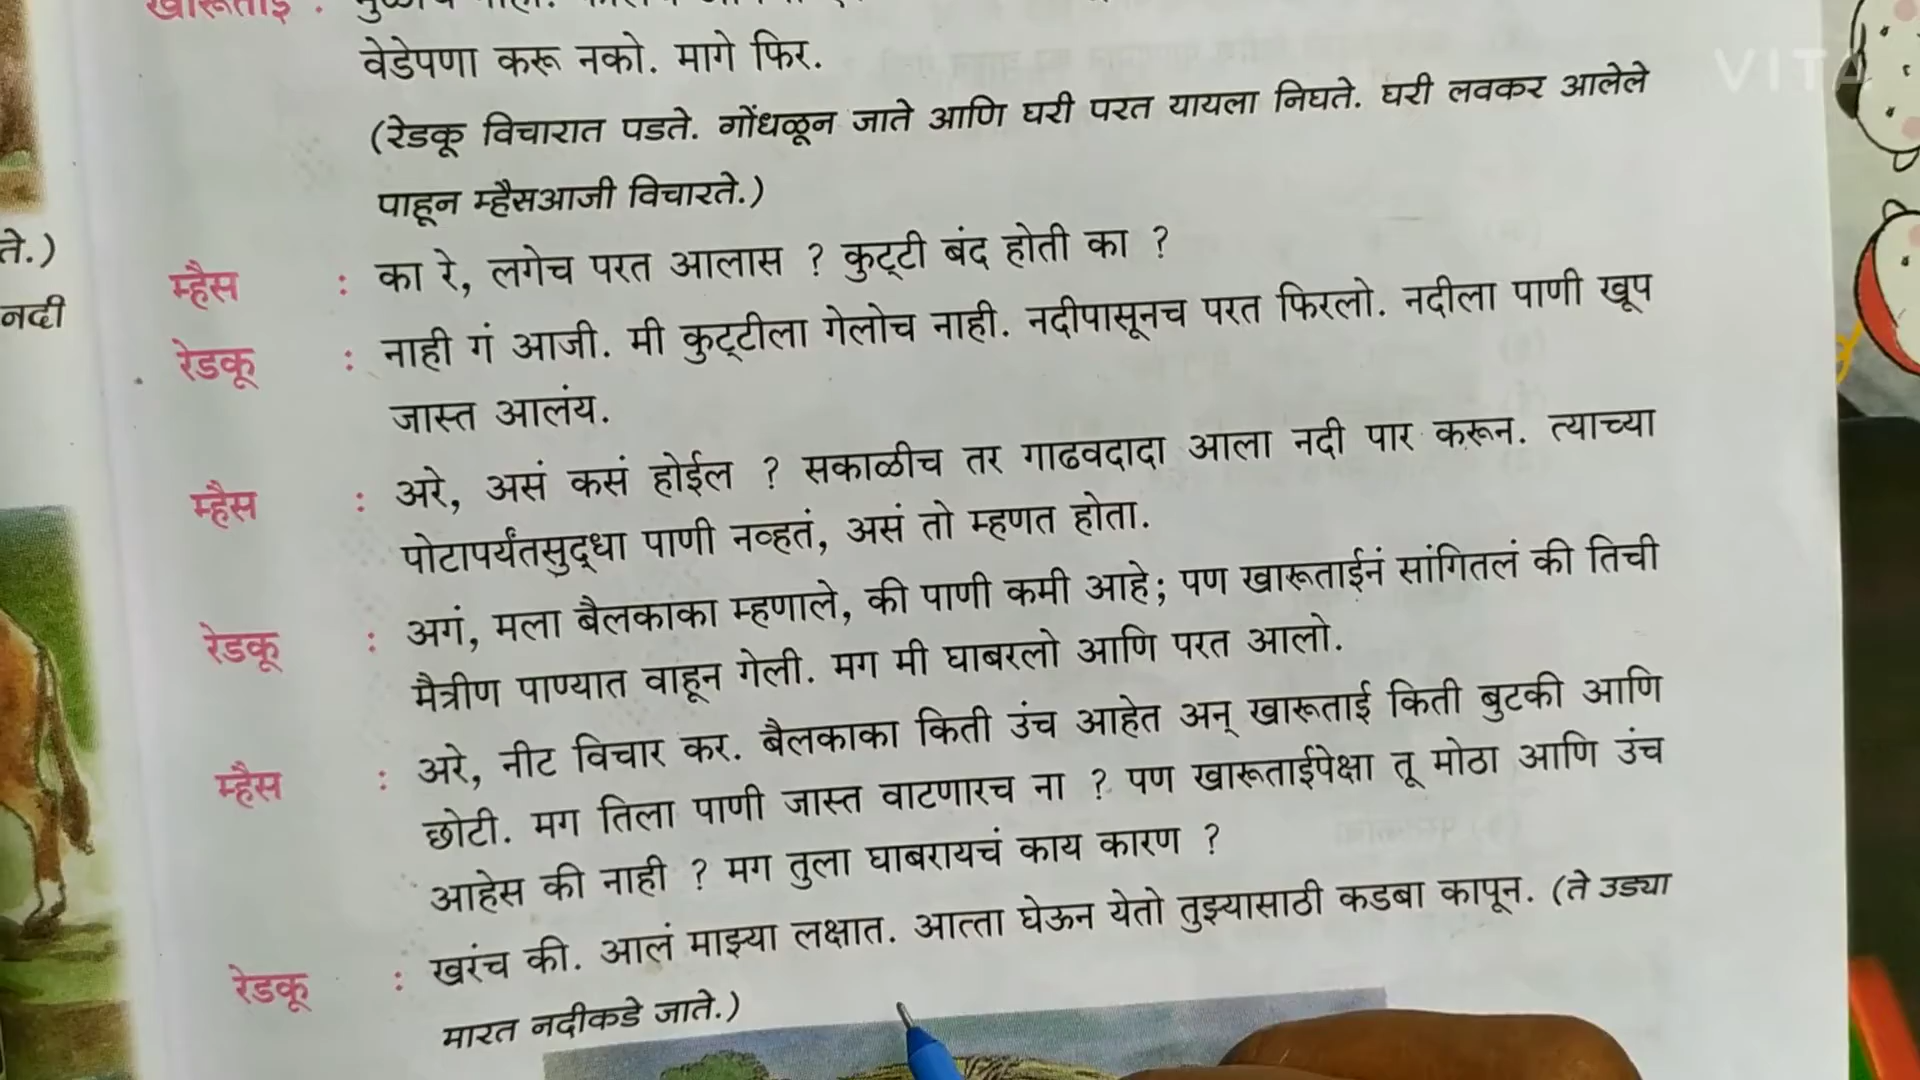 खारूताई :
वेडेपणा करू नको. मागे फिर.
(रेडकू विचारात पडते. गोंधळून जाते आणि घरी परत यायला निघते. घरी लवकर आलेले
पाहून म्हैसआजी विचारते.)
म्हैस : का रे, लगेच परत आलास ? कुट्टी बंद होती का ?
रेडकू : नाही गं आजी. मी कुट्टीला गेलोच नाही. नदीपासूनच परत फिरलो. नदीला पाणी खूप
जास्त आलंय.
म्हैस : अरे, असं कसं होईल ? सकाळीच तर गाढवदादा आला नदी पार करून. त्याच्या
पोटापर्यंतसुद्धा पाणी नव्हतं, असं तो म्हणत होता.
रेडकू : अगं, मला बैलकाका म्हणाले, की पाणी कमी आहे; पण खारूताईनं सांगितलं की तिची
मैत्रीण पाण्यात वाहून गेली. मग मी घाबरलो आणि परत आलो.
म्हैस : अरे, नीट विचार कर. बैलकाका किती उंच आहेत अन् खारूताई किती बुटकी आणि
छोटी. मग तिला पाणी जास्त वाटणारच ना ? पण खारूताईपेक्षा तू मोठा आणि उंच
आहेस की नाही ? मग तुला घाबरायचं काय कारण ?
रेडकू : खरंच की. आलं माझ्या लक्षात. आत्ता घेऊन येतो तुझ्यासाठी कडबा कापून. (ते उड्या
मारत नदीकडे जाते.)
ते.)
नदी
VITA